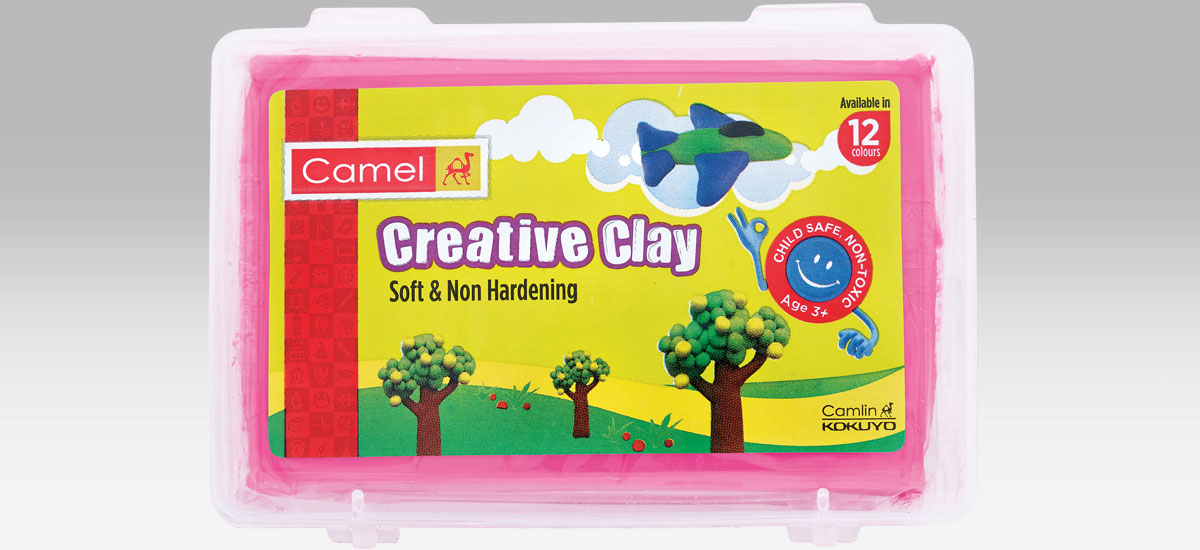 Available in
12
colours
Camel
Creative Clay
Soft & Non Hardening
CHILD SAFE, NON-TOXIC
Age 3+
Camlin
KOKUYO